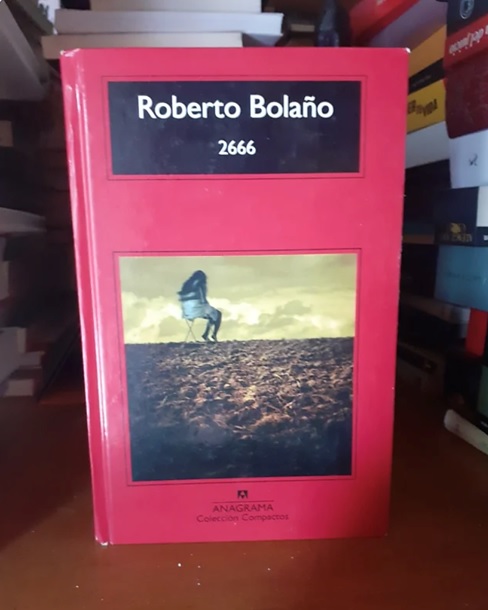 Roberto Bolaño
2666
ANAGRAMA
Colección Compactos